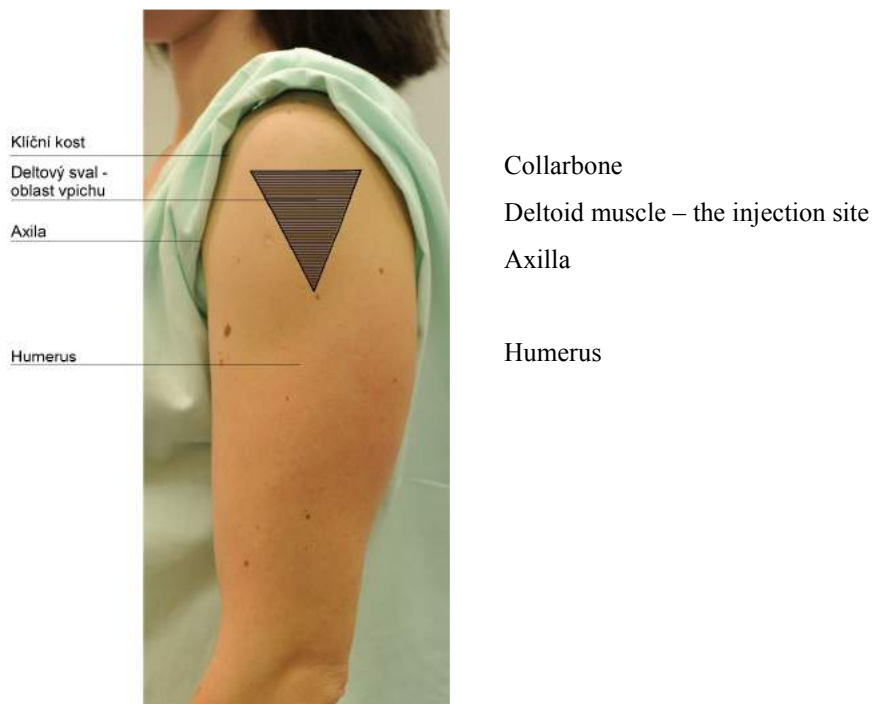 Klíční kost
Deltový sval -
oblast vpichu
Axila
Humerus
Collarbone
Deltoid muscle – the injection site
Axilla
Humerus